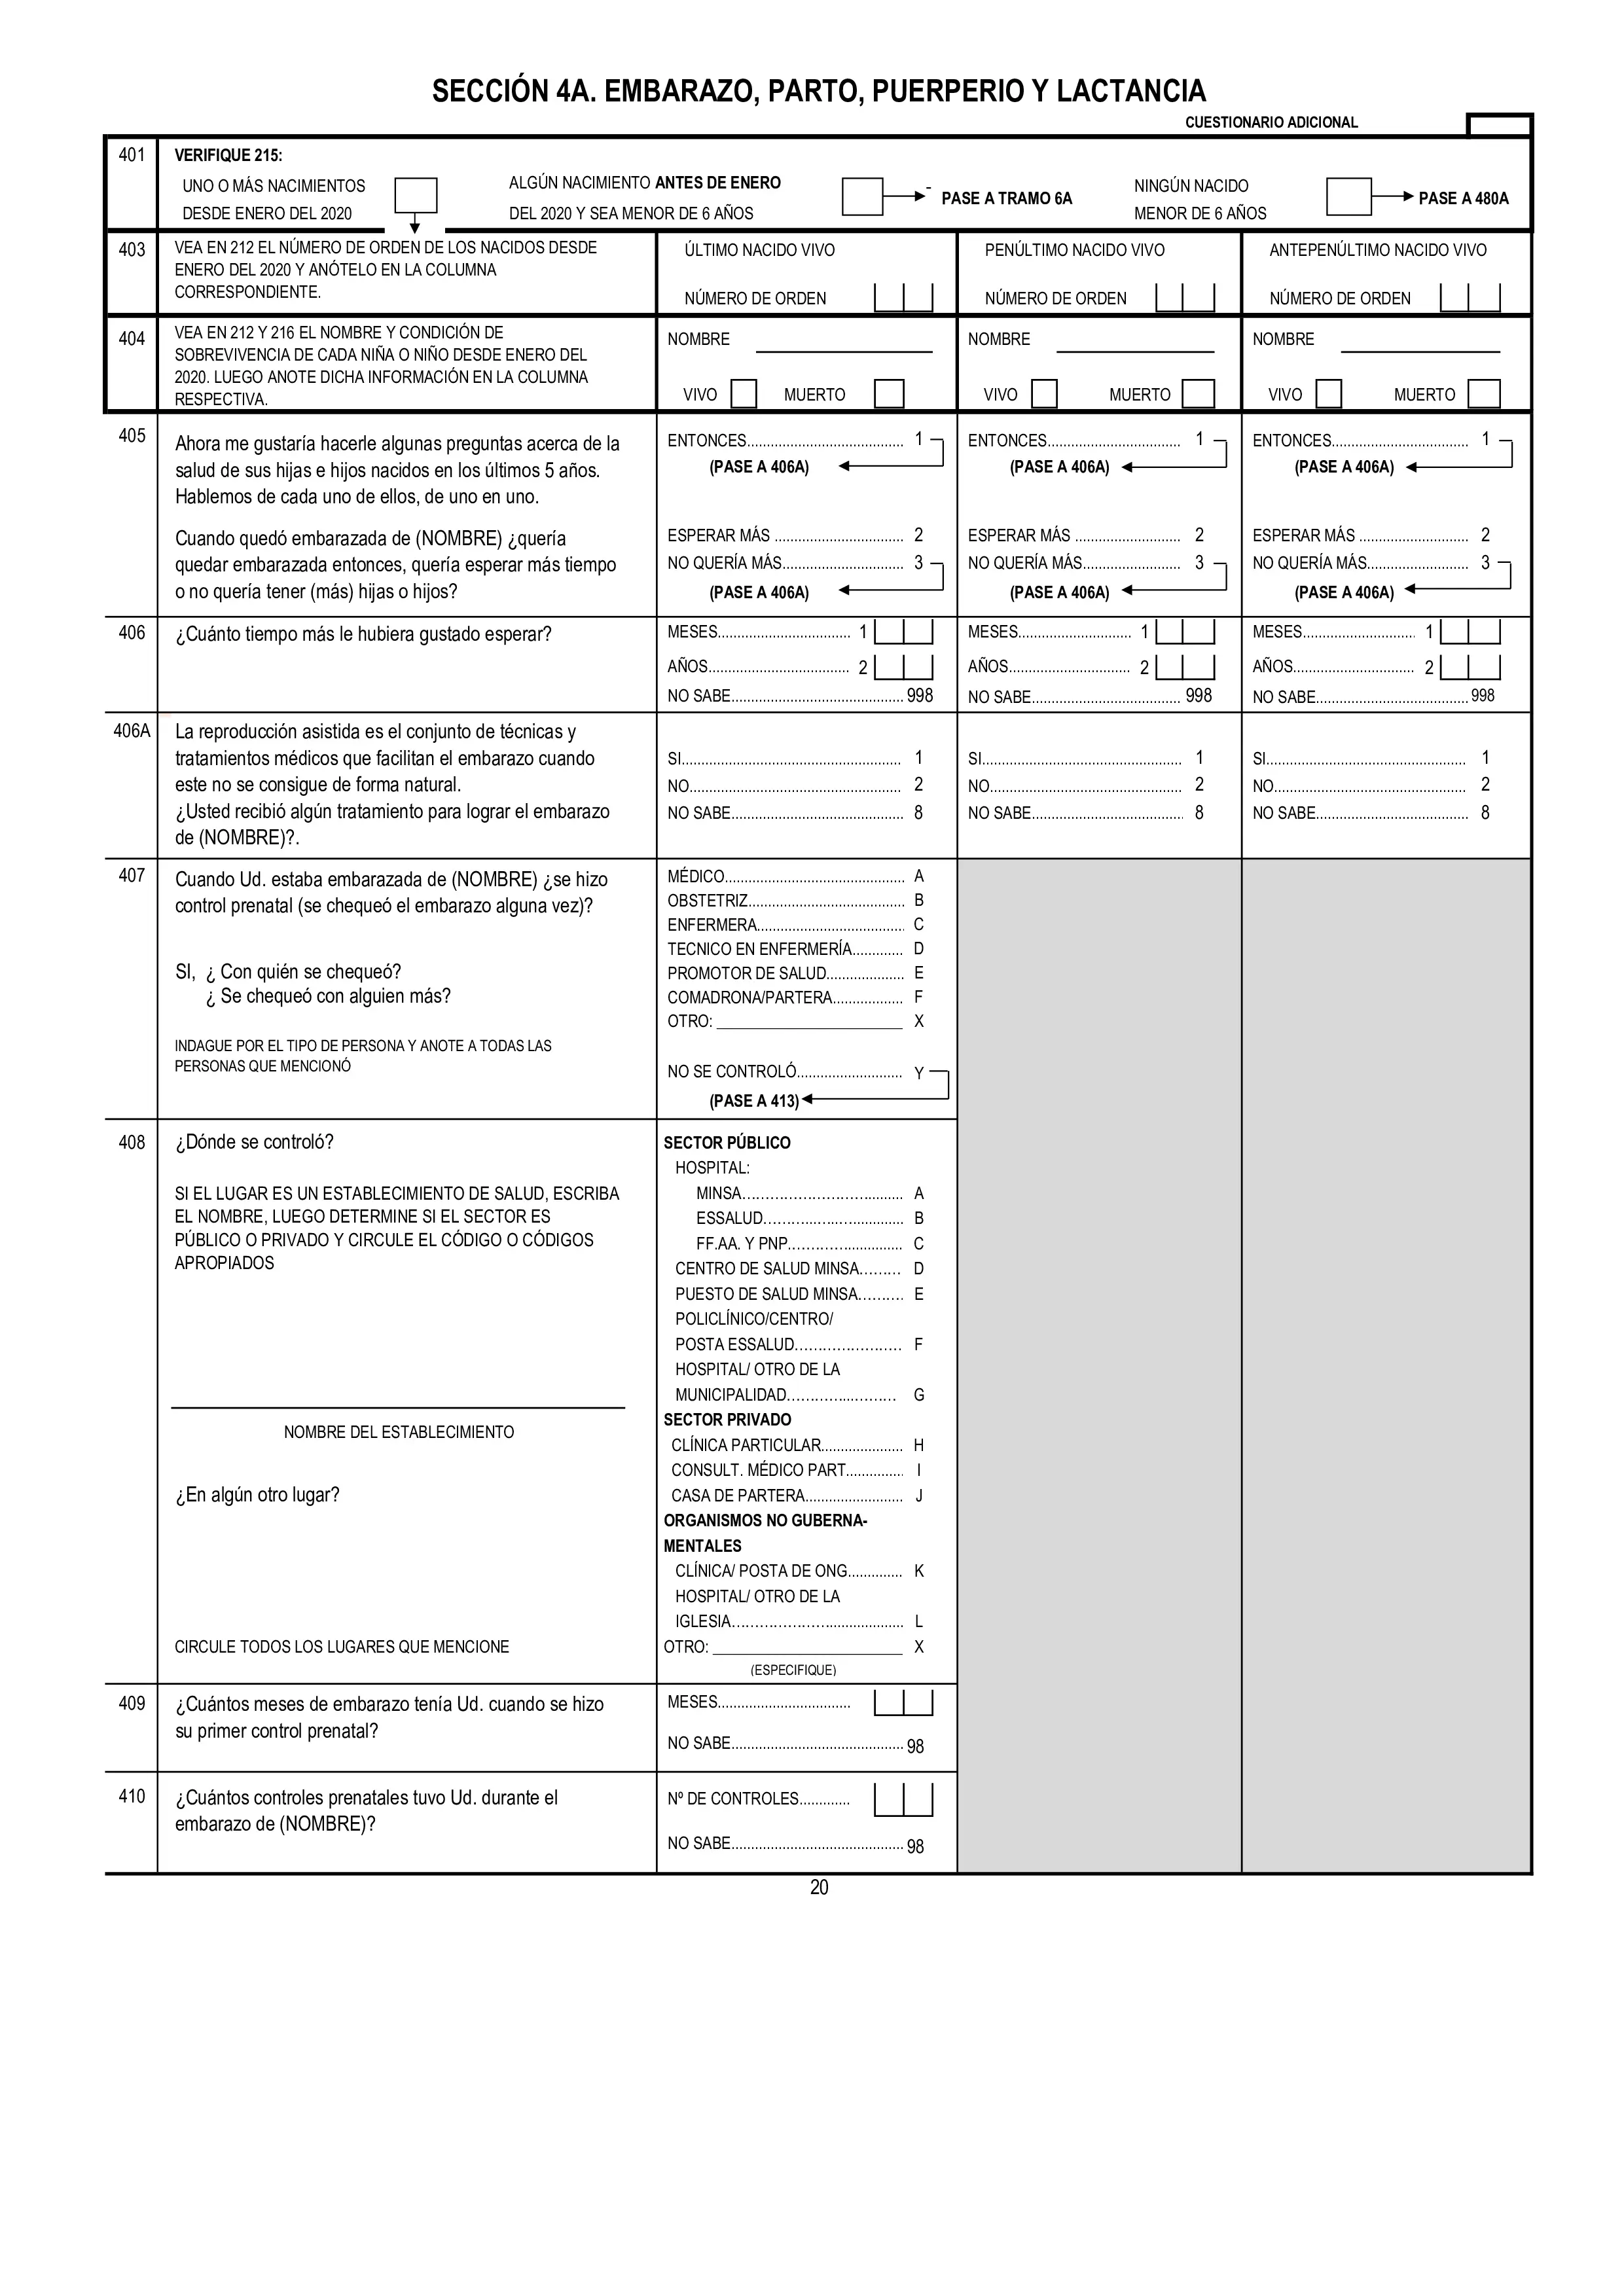 SECCIÓN 4A. EMBARAZO, PARTO, PUERPERIO Y LACTANCIA
CUESTIONARIO ADICIONAL
401 VERIFIQUE 215:
UNO O MÁS NACIMIENTOS
DESDE ENERO DEL 2020
ALGÚN NACIMIENTO ANTES DE ENERO
DEL 2020 Y SEA MENOR DE 6 AÑOS
- PASE A TRAMO 6A
NINGÚN NACIDO
MENOR DE 6 AÑOS
PASE A 480A
403 VEA EN 212 EL NÚMERO DE ORDEN DE LOS NACIDOS DESDE
ENERO DEL 2020 Y ANÓTELO EN LA COLUMNA
CORRESPONDIENTE.
ÚLTIMO NACIDO VIVO
NÚMERO DE ORDEN
PENÚLTIMO NACIDO VIVO
NÚMERO DE ORDEN
ANTEPENÚLTIMO NACIDO VIVO
NÚMERO DE ORDEN
404 VEA EN 212 Y 216 EL NOMBRE Y CONDICIÓN DE
SOBREVIVENCIA DE CADA NIÑA O NIÑO DESDE ENERO DEL
2020. LUEGO ANOTE DICHA INFORMACIÓN EN LA COLUMNA
RESPECTIVA.
NOMBRE
VIVO MUERTO
NOMBRE
VIVO MUERTO
NOMBRE
VIVO MUERTO
405 Ahora me gustaría hacerle algunas preguntas acerca de la
salud de sus hijas e hijos nacidos en los últimos 5 años.
Hablemos de cada uno de ellos, de uno en uno.
Cuando quedó embarazada de (NOMBRE) ¿quería
quedar embarazada entonces, quería esperar más tiempo
o no quería tener (más) hijas o hijos?
ENTONCES........................................ 1
(PASE A 406A)
ESPERAR MÁS ................................. 2
NO QUERÍA MÁS............................... 3
(PASE A 406A)
ENTONCES.................................. 1
(PASE A 406A)
ESPERAR MÁS ........................... 2
NO QUERÍA MÁS....................... 3
(PASE A 406A)
ENTONCES................................... 1
(PASE A 406A)
ESPERAR MÁS ............................ 2
NO QUERÍA MÁS.......................... 3
(PASE A 406A)
406 ¿Cuánto tiempo más le hubiera gustado esperar?
MESES.................................. 1
AÑOS.................................... 2
NO SABE............................................ 998
MESES............................. 1
AÑOS............................... 2
NO SABE...................................... 998
MESES............................. 1
AÑOS............................... 2
NO SABE....................................... 998
406A La reproducción asistida es el conjunto de técnicas y
tratamientos médicos que facilitan el embarazo cuando
este no se consigue de forma natural.
¿Usted recibió algún tratamiento para lograr el embarazo
de (NOMBRE)?.
SI........................................................ 1
NO...................................................... 2
NO SABE............................................ 8
SI................................................... 1
NO................................................. 2
NO SABE....................................... 8
SI................................................... 1
NO................................................. 2
NO SABE....................................... 8
407 Cuando Ud. estaba embarazada de (NOMBRE) ¿se hizo
control prenatal (se chequeó el embarazo alguna vez)?
SI, ¿ Con quién se chequeó?
¿ Se chequeó con alguien más?
INDAGUE POR EL TIPO DE PERSONA Y ANOTE A TODAS LAS
PERSONAS QUE MENCIONÓ
MÉDICO.............................................. A
OBSTETRIZ........................................ B
ENFERMERA...................................... C
TECNICO EN ENFERMERÍA............. D
PROMOTOR DE SALUD.................... E
COMADRONA/PARTERA.................. F
OTRO: ____________________ X
NO SE CONTROLÓ........................... Y
(PASE A 413)
408 ¿Dónde se controló?
SI EL LUGAR ES UN ESTABLECIMIENTO DE SALUD, ESCRIBA
EL NOMBRE, LUEGO DETERMINE SI EL SECTOR ES
PÚBLICO O PRIVADO Y CIRCULE EL CÓDIGO O CÓDIGOS
APROPIADOS
NOMBRE DEL ESTABLECIMIENTO
¿En algún otro lugar?
CIRCULE TODOS LOS LUGARES QUE MENCIONE
SECTOR PÚBLICO
HOSPITAL:
MINSA................................... A
ESSALUD.............................. B
FF.AA. Y PNP........................ C
CENTRO DE SALUD MINSA......... D
PUESTO DE SALUD MINSA.......... E
POLICLÍNICO/CENTRO/
POSTA ESSALUD..................... F
HOSPITAL/ OTRO DE LA
MUNICIPALIDAD..................... G
SECTOR PRIVADO
CLÍNICA PARTICULAR..................... H
CONSULT. MÉDICO PART............... I
CASA DE PARTERA......................... J
ORGANISMOS NO GUBERNA-
MENTALES
CLÍNICA/ POSTA DE ONG.............. K
HOSPITAL/ OTRO DE LA
IGLESIA..................................... L
OTRO: ____________________ X
(ESPECIFIQUE)
409 ¿Cuántos meses de embarazo tenía Ud. cuando se hizo
su primer control prenatal?
MESES..................................
NO SABE............................................ 98
410 ¿Cuántos controles prenatales tuvo Ud. durante el
embarazo de (NOMBRE)?
Nº DE CONTROLES.............
NO SABE............................................ 98
20